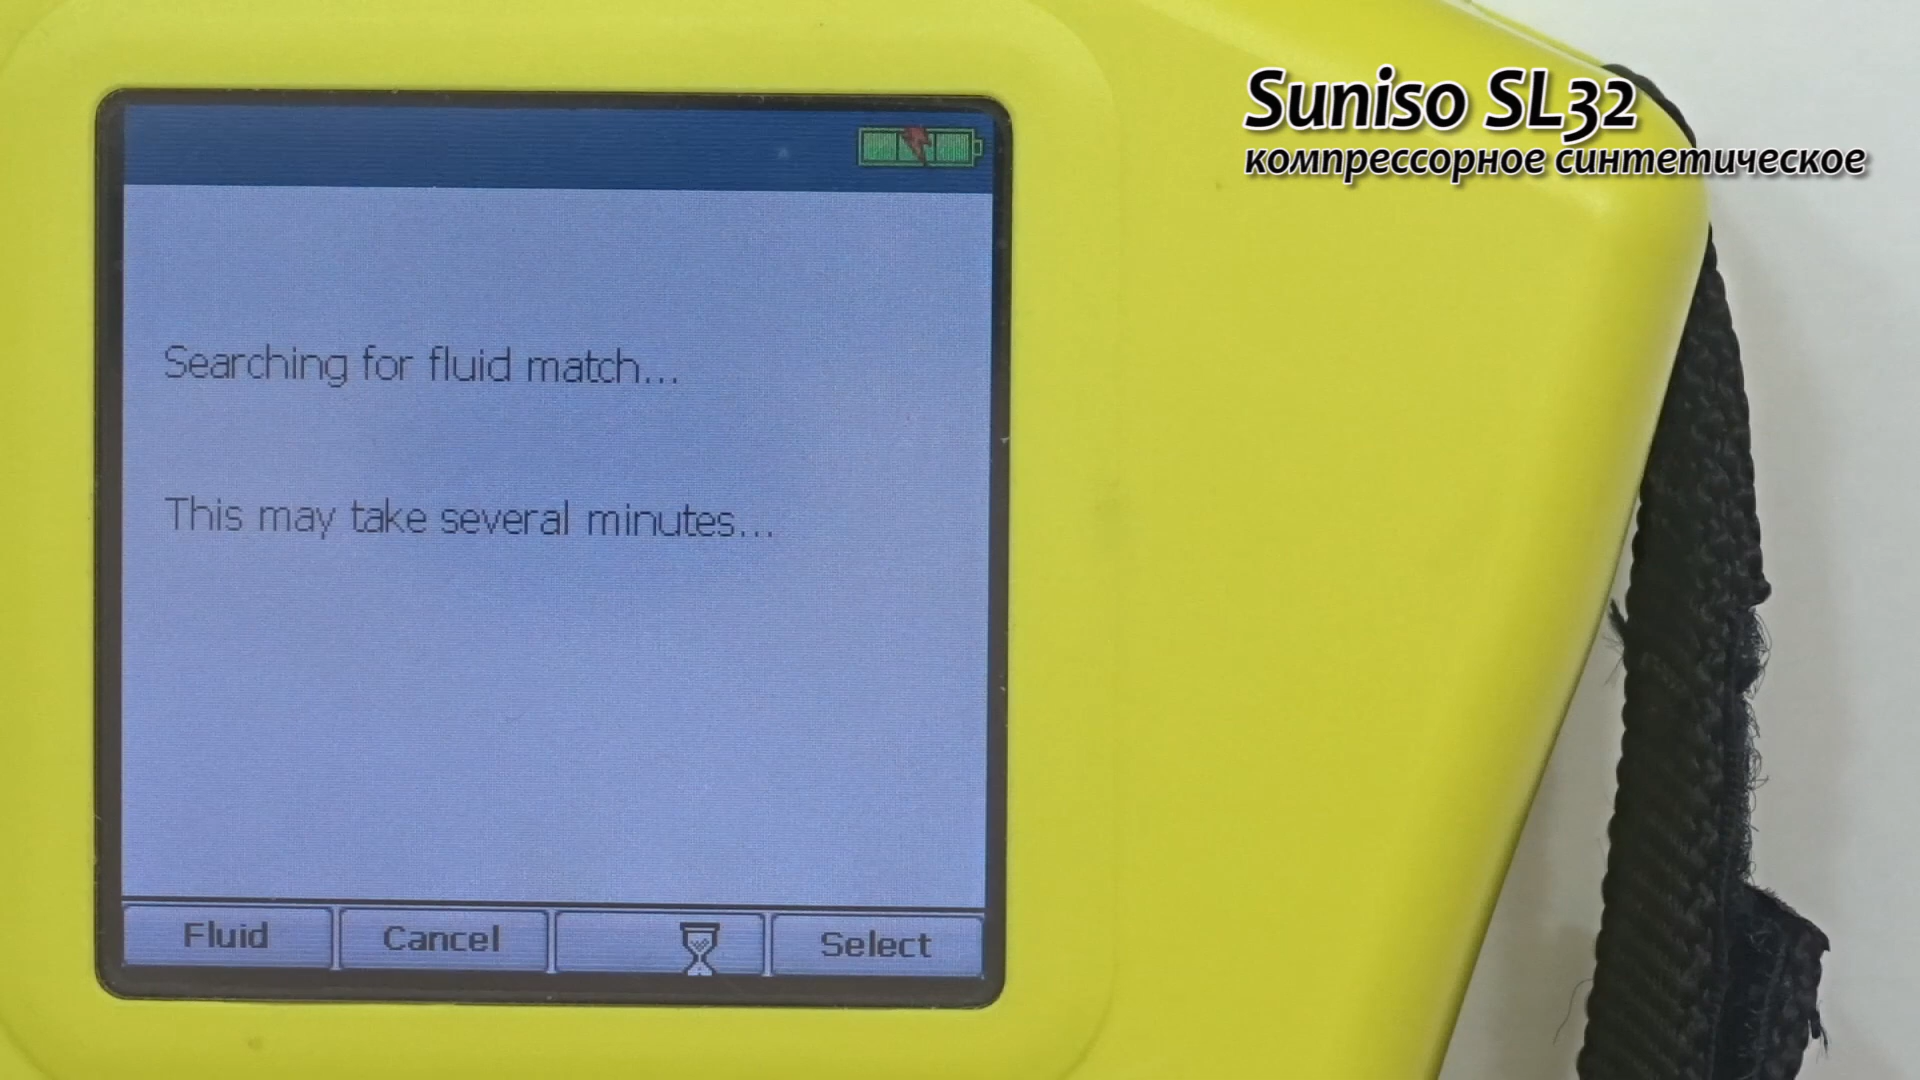 Suniso SL32
компрессорное синтетическое
Searching for fluid match...
This may take several minutes...
Fluid
Cancel
Select